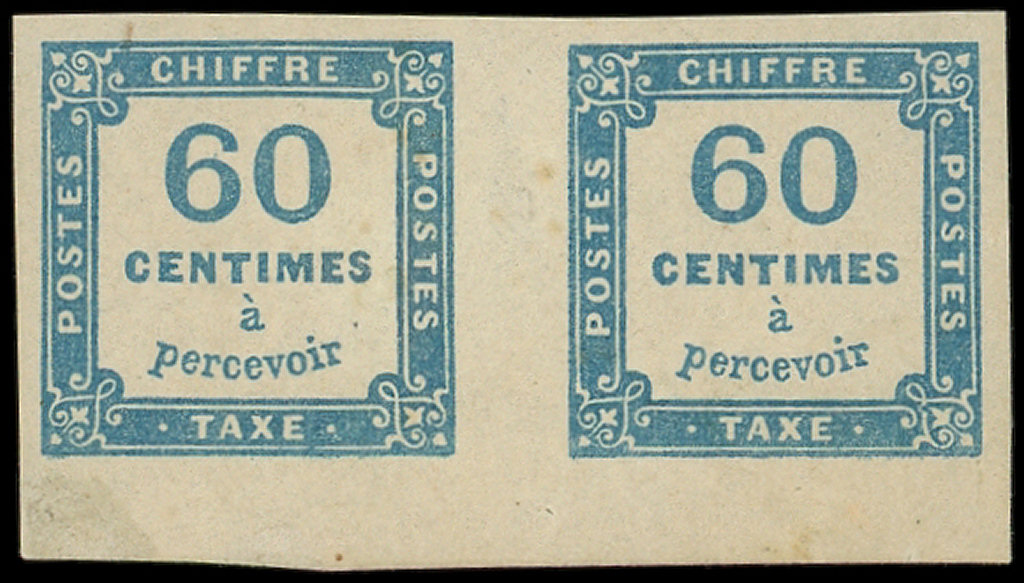 CHIFFRE
POSTES
60
CENTIMES
à
percevoir
POSTES
· TAXE ·
CHIFFRE
POSTES
60
CENTIMES
à
percevoir
POSTES
· TAXE ·